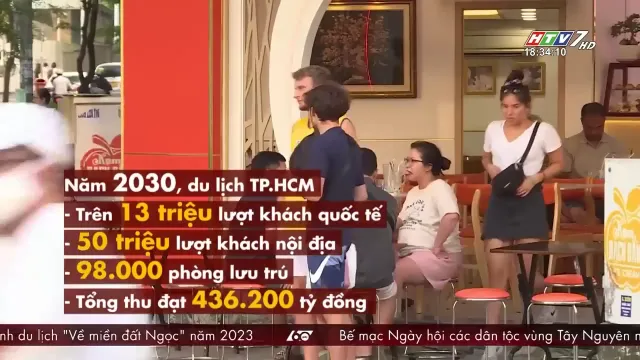 HTV7 HD
18:34:10
Năm 2030, du lịch TP.HCM
- Trên 13 triệu lượt khách quốc tế
- 50 triệu lượt khách nội địa
- 98.000 phòng lưu trú
- Tổng thu đạt 436.200 tỷ đồng
nh du lịch "Về miền đất Ngọc" năm 2023 60 Bế mạc Ngày hội các dân tộc vùng Tây Nguyên